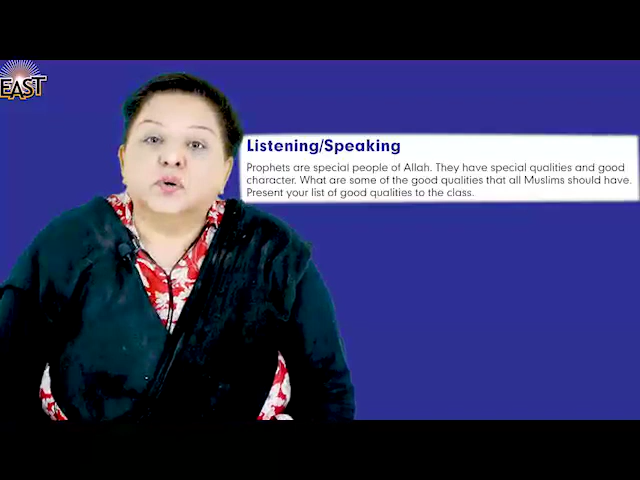 EAST
Listening/Speaking
Prophets are special people of Allah. They have special qualities and good
character. What are some of the good qualities that all Muslims should have.
Present your list of good qualities to the class.